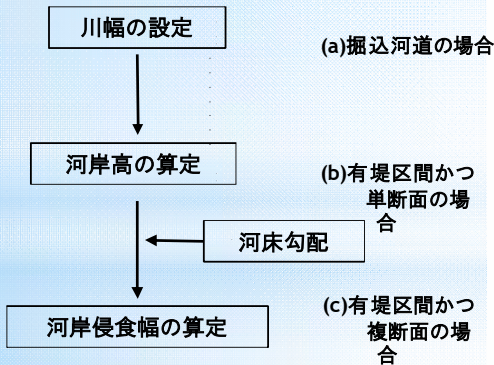 川幅の設定
(a)掘込河道の場合
河岸高の算定
(b)有堤区間かつ
単断面の場
合
河床勾配
河岸侵食幅の算定
(c)有堤区間かつ
複断面の場
合